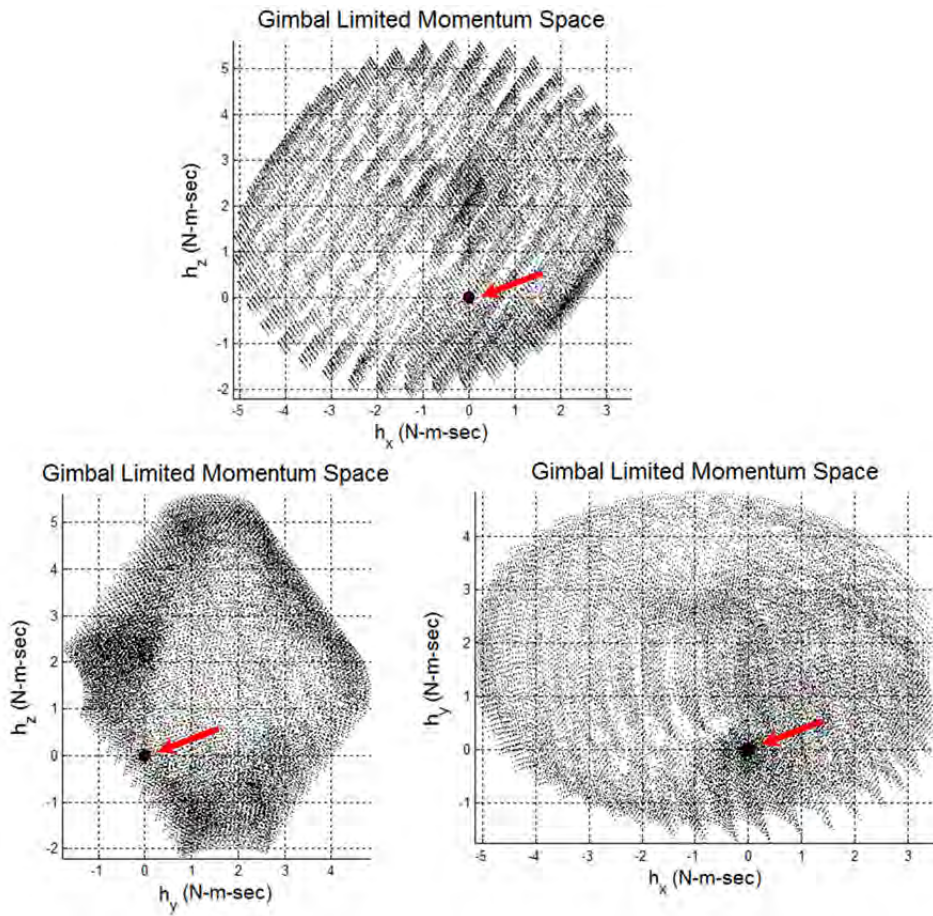 Gimbal Limited Momentum Space
5
4
3
2
1
0
-1
-2
h_z (N-m-sec)
-5 -4 -3 -2 -1 0 1 2 3
h_x (N-m-sec)
Gimbal Limited Momentum Space
5
4
3
2
1
0
-1
-2
h_z (N-m-sec)
-1 0 1 2 3 4
h_y (N-m-sec)
Gimbal Limited Momentum Space
4
3
2
1
0
-1
h_y (N-m-sec)
-5 -4 -3 -2 -1 0 1 2 3
h_x (N-m-sec)